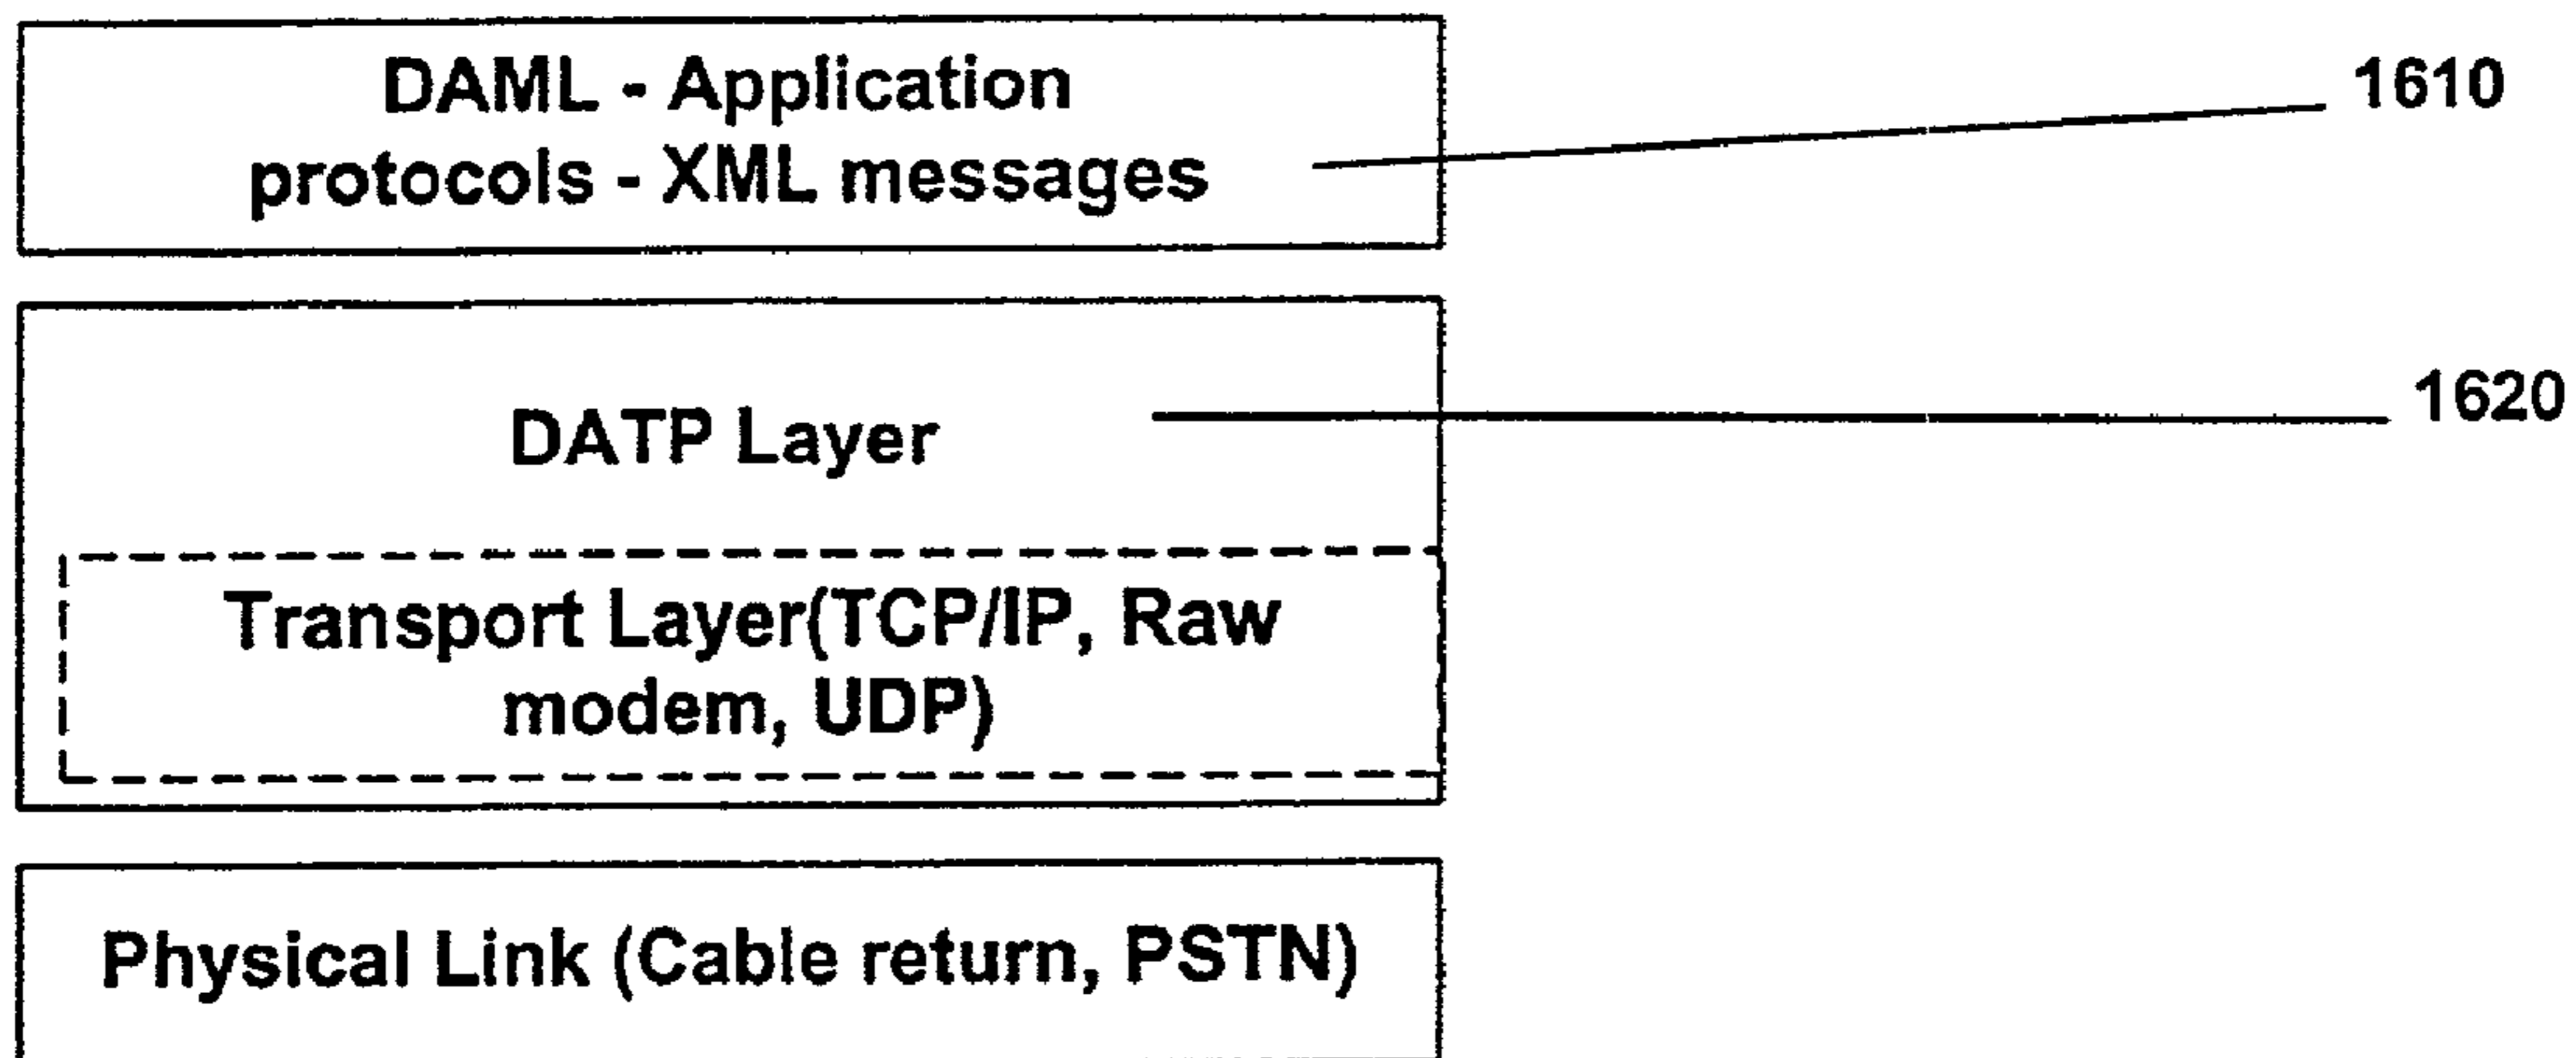 DAML - Application
protocols - XML messages
1610
DATP Layer
1620
Transport Layer(TCP/IP, Raw
modem, UDP)
Physical Link (Cable return, PSTN)